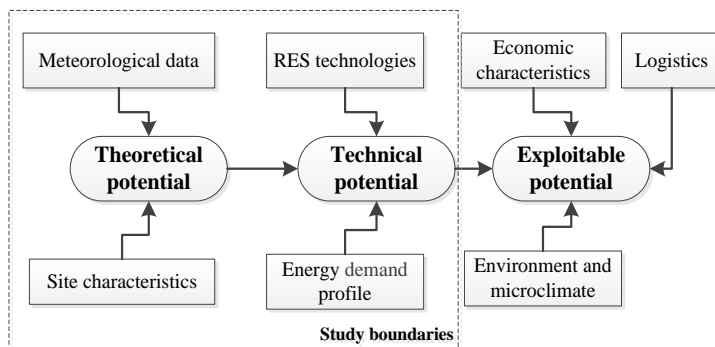 Meteorological data
RES technologies
Economic
characteristics
Logistics
Theoretical
potential
Technical
potential
Exploitable
potential
Site characteristics
Energy demand
profile
Environment and
microclimate
Study boundaries